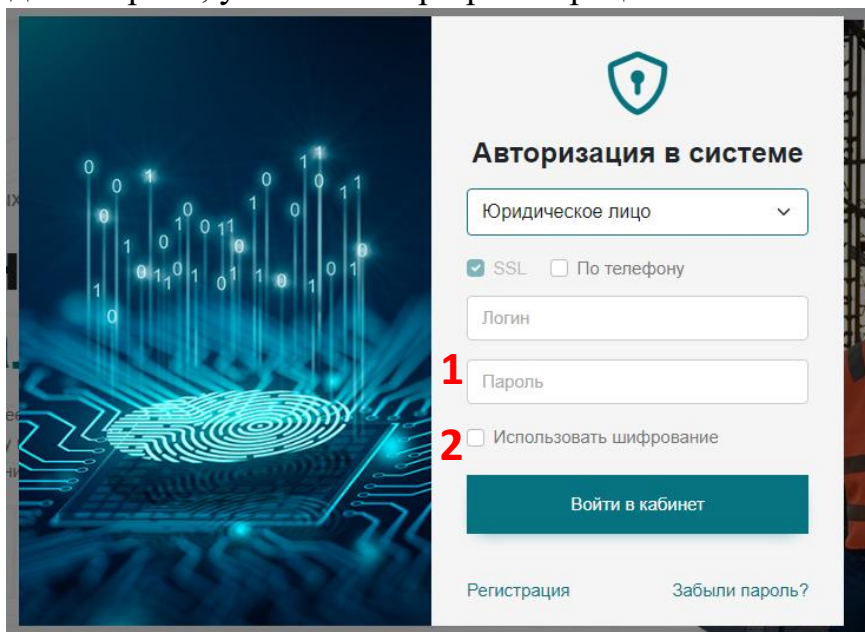 Авторизация в системе
Юридическое лицо
SSL По телефону
Логин
1 Пароль
2 Использовать шифрование
Войти в кабинет
Регистрация Забыли пароль?